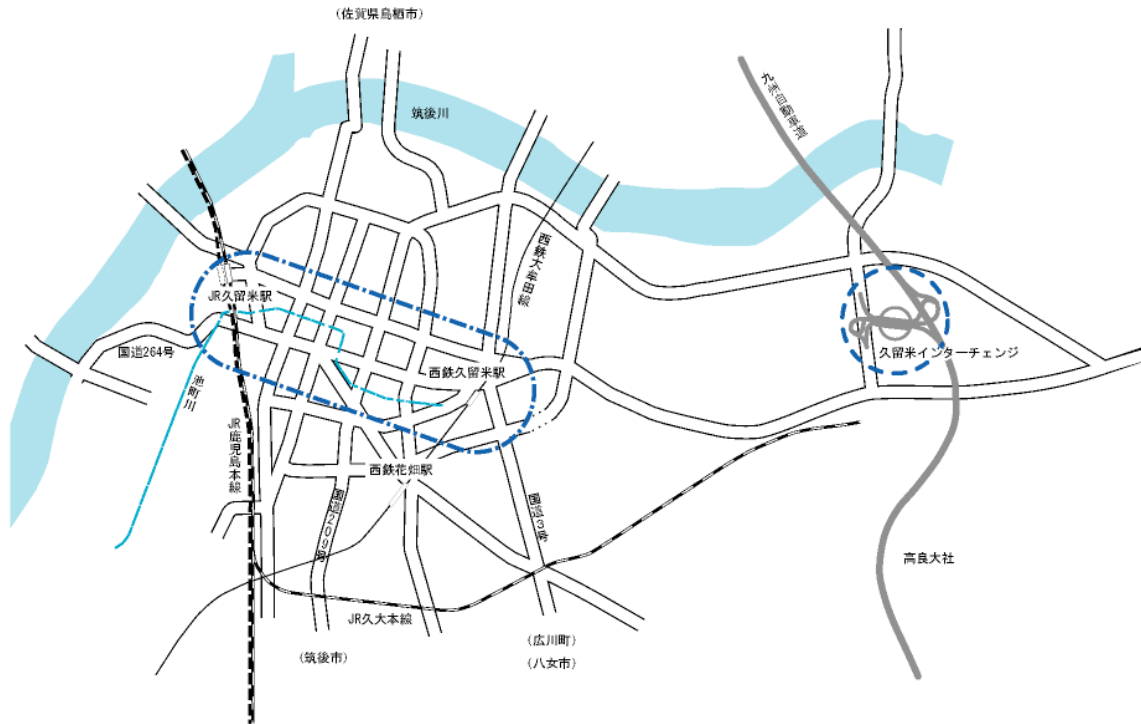 （佐賀県鳥栖市）
九州自動車道
筑後川
西鉄大牟田線
JR久留米駅
国道264号
久留米インターチェンジ
西鉄久留米駅
池町川
JR鹿児島本線
西鉄花畑駅
国道209号
国道3号
高良大社
JR久大本線
（広川町）
（筑後市）
（八女市）